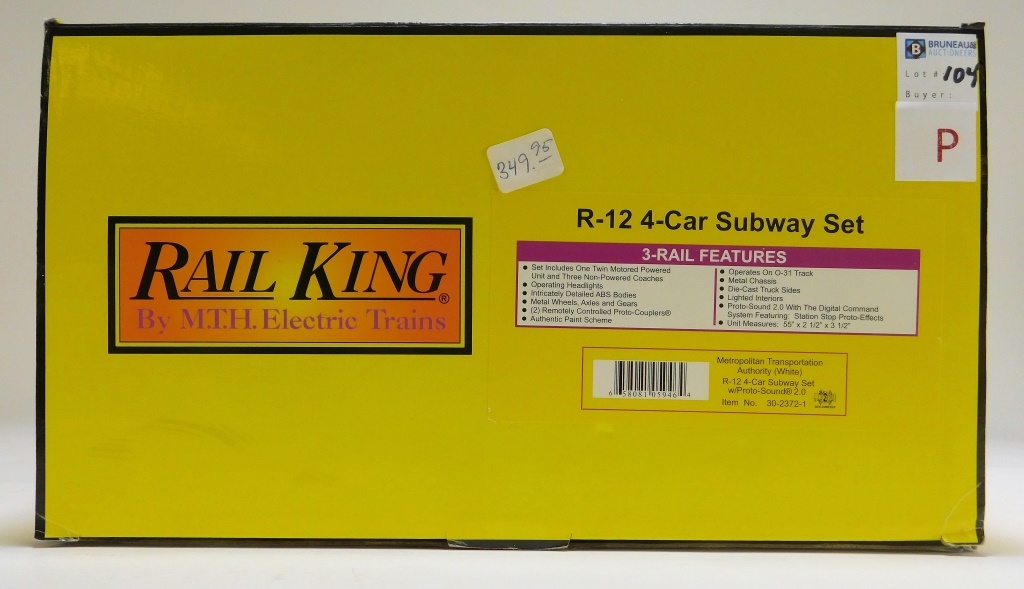 B BRUNEAU &
AUCTIONEERS
Lot # 104
Buyer:
P
349.95
RAIL KING®
By M.T.H. Electric Trains
R-12 4-Car Subway Set
3-RAIL FEATURES
● Set Includes One Twin Motored Powered
Unit and Three Non-Powered Coaches
● Operating Headlights
● Intricately Detailed ABS Bodies
● Metal Wheels, Axles and Gears
● (2) Remotely Controlled Proto-Couplers®
● Authentic Paint Scheme
● Operates On O-31 Track
● Metal Chassis
● Die-Cast Truck Sides
● Lighted Interiors
● Proto-Sound 2.0 With The Digital Command
System Featuring: Station Stop Proto-Effects
● Unit Measures: 55" x 2 1/2" x 3 1/2"
6 58081 05946 4
Metropolitan Transportation
Authority (White)
R-12 4-Car Subway Set
w/Proto-Sound® 2.0
Item No. 30-2372-1